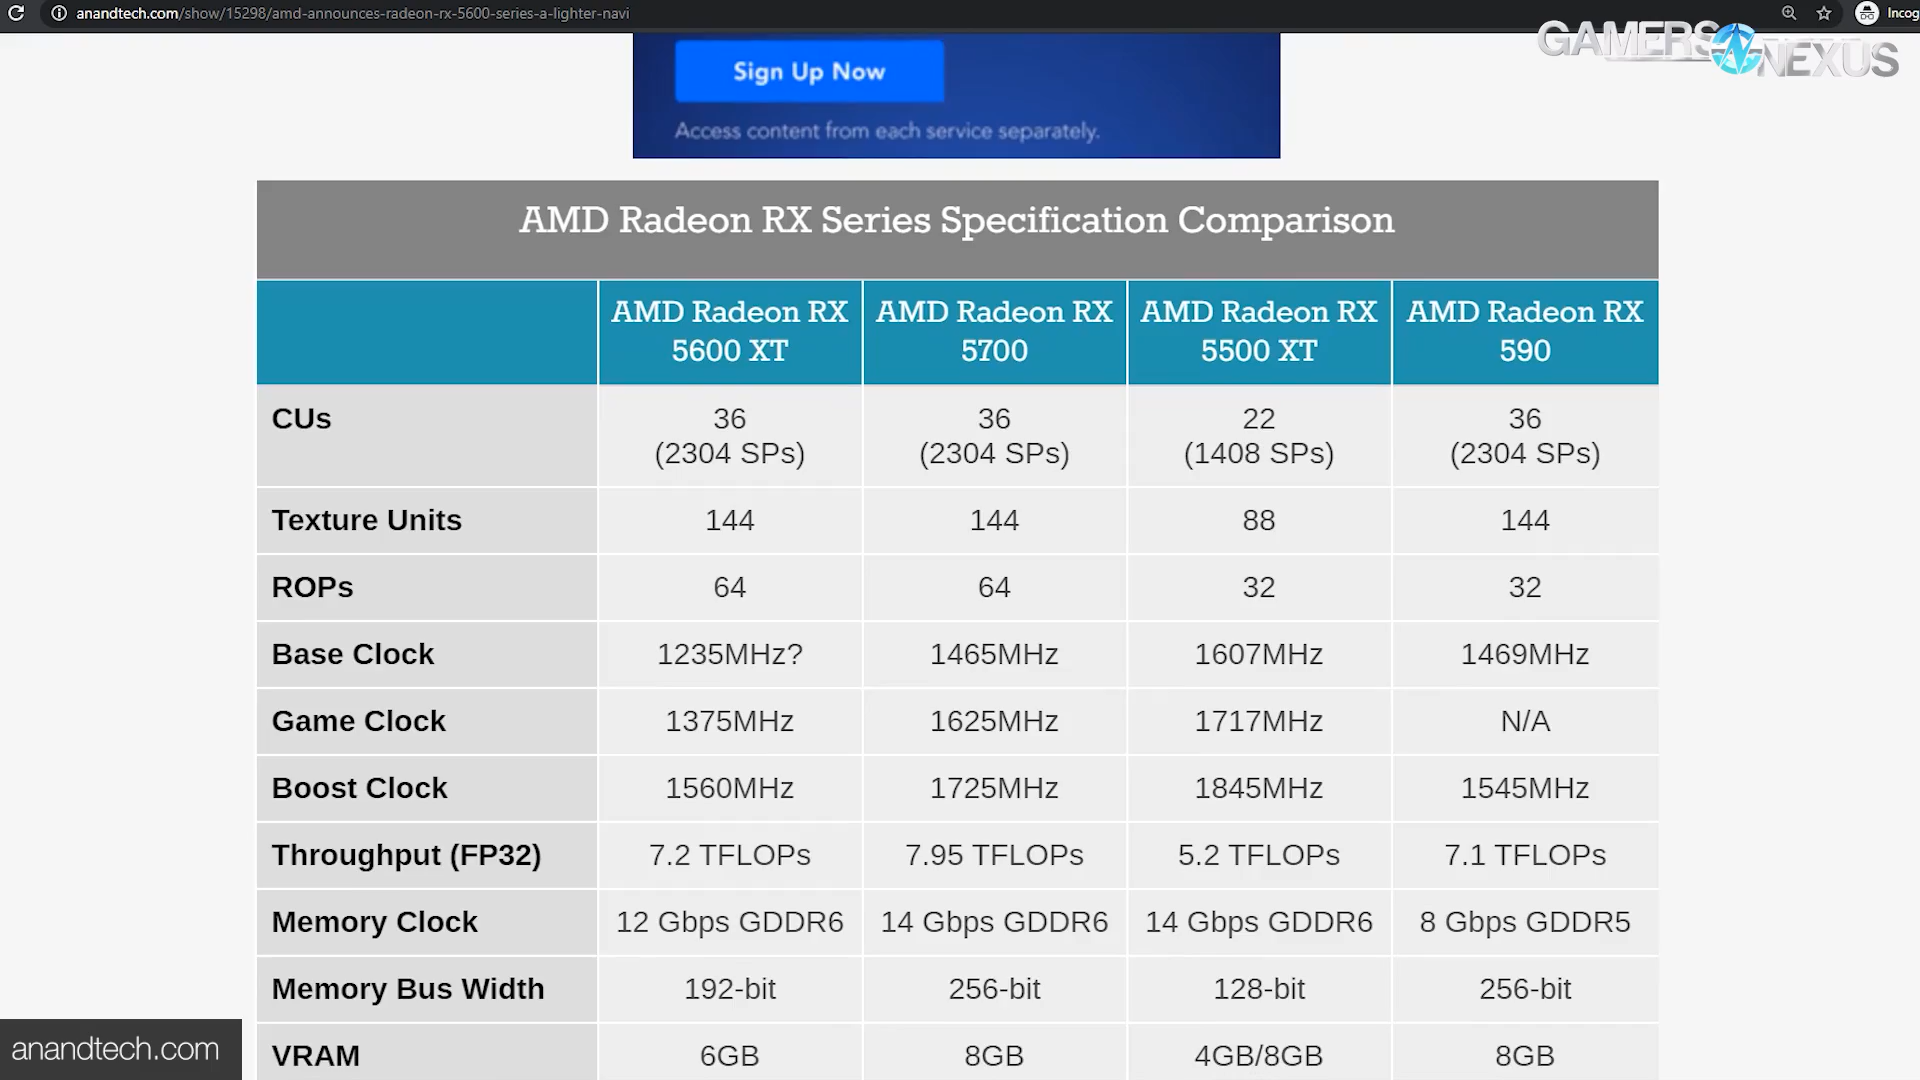 anandtech.com/show/15298/amd-announces-radeon-rx-5600-series-a-lighter-navi
Incog
GAMERS NEXUS
Sign Up Now
Access content from each service separately.
AMD Radeon RX Series Specification Comparison
AMD Radeon RX 5600 XT AMD Radeon RX 5700 AMD Radeon RX 5500 XT AMD Radeon RX 590
CUs 36 (2304 SPs) 36 (2304 SPs) 22 (1408 SPs) 36 (2304 SPs)
Texture Units 144 144 88 144
ROPs 64 64 32 32
Base Clock 1235MHz? 1465MHz 1607MHz 1469MHz
Game Clock 1375MHz 1625MHz 1717MHz N/A
Boost Clock 1560MHz 1725MHz 1845MHz 1545MHz
Throughput (FP32) 7.2 TFLOPs 7.95 TFLOPs 5.2 TFLOPs 7.1 TFLOPs
Memory Clock 12 Gbps GDDR6 14 Gbps GDDR6 14 Gbps GDDR6 8 Gbps GDDR5
Memory Bus Width 192-bit 256-bit 128-bit 256-bit
VRAM 6GB 8GB 4GB/8GB 8GB
anandtech.com